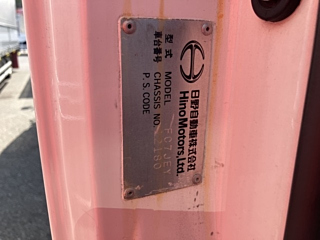 日野自動車株式会社
Hino Motors, Ltd.
型式 MODEL FC7JEY
車台番号 CHASSIS NO.
P. S. CODE